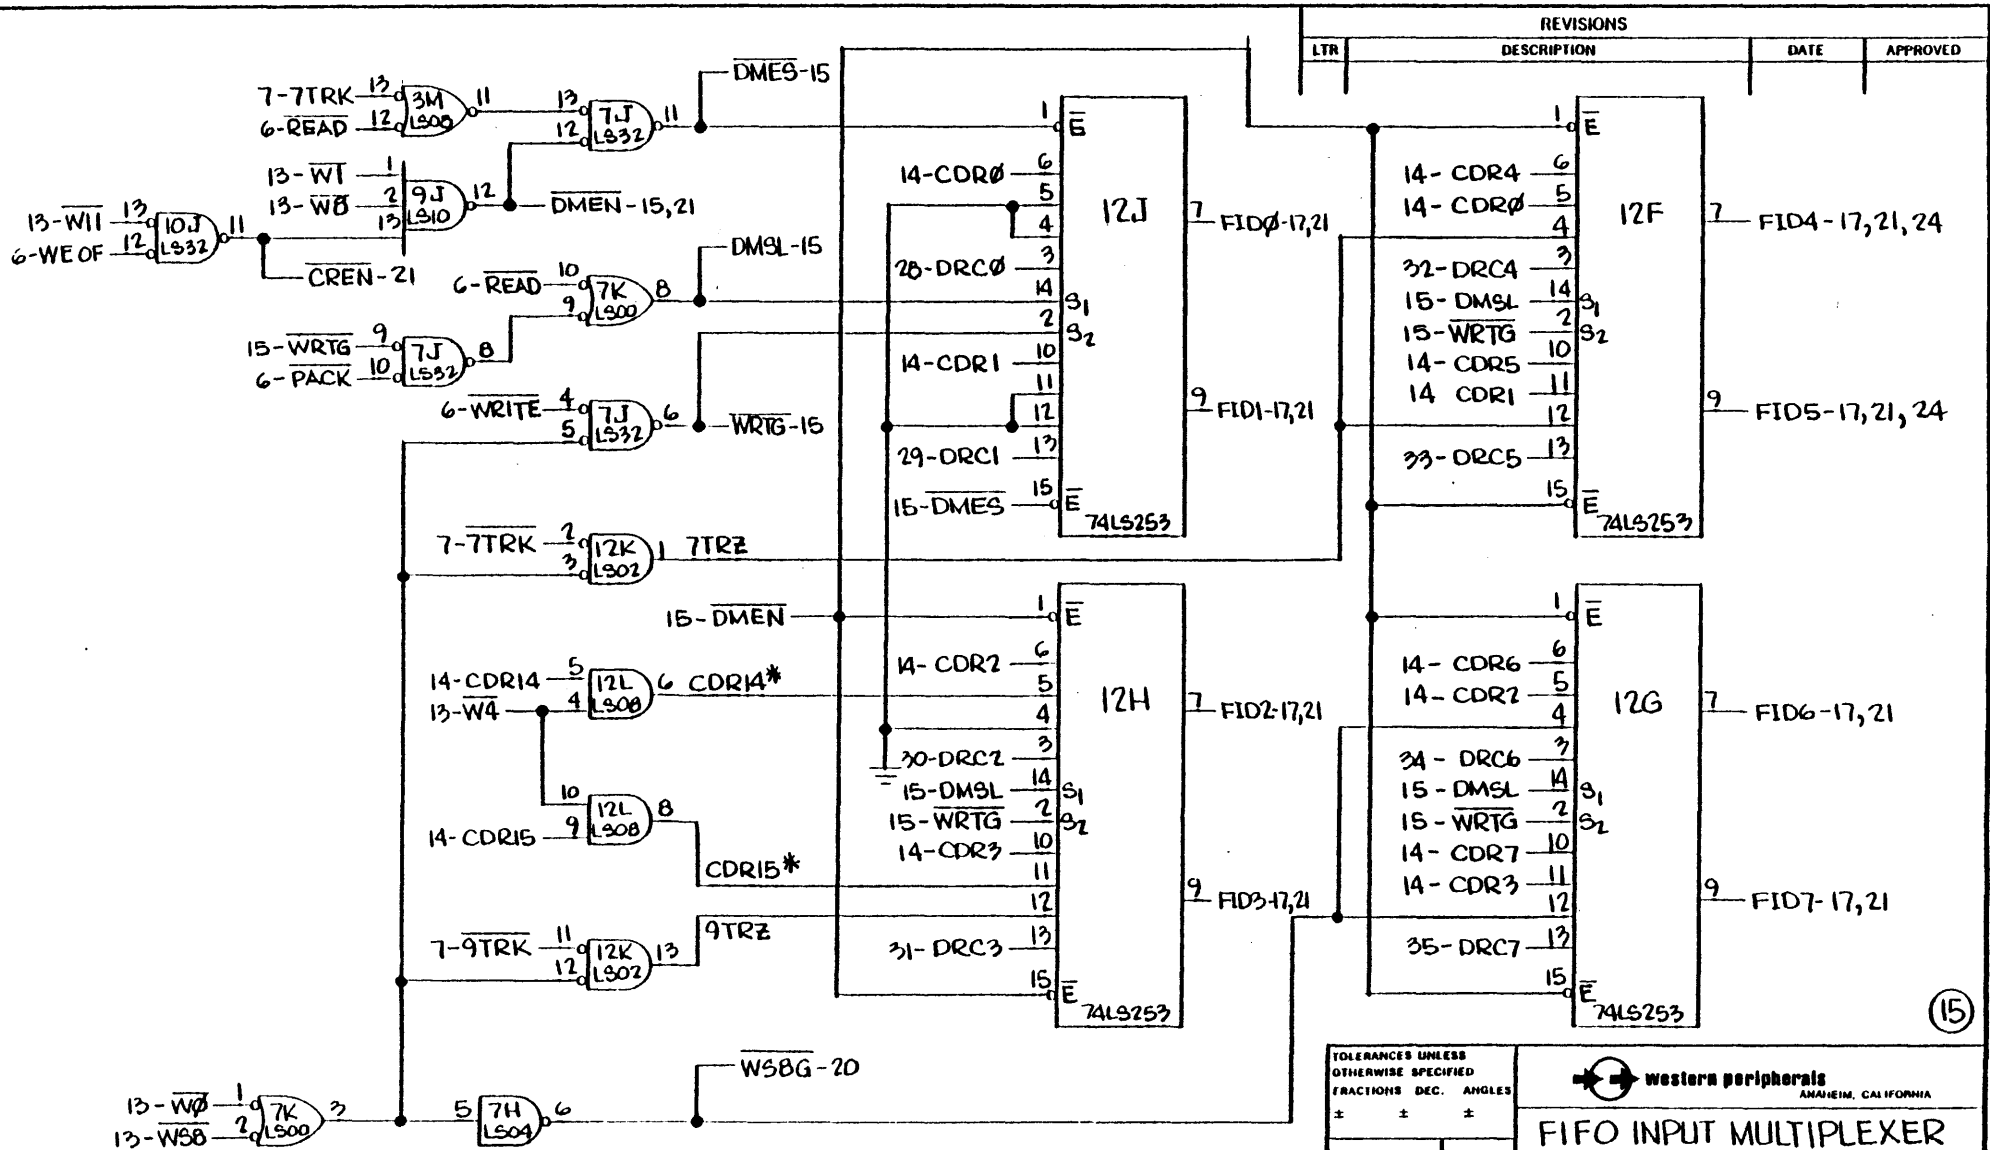 REVISIONS
LTR DESCRIPTION DATE APPROVED
7-7TRK 13
6-READ 12
3M
LS08
11
13-W1 1
13-W8 2
13
9J
LS10
12
DMEN-15,21
13-W11 13
6-WEOF 12
10J
LS32
11
CREN-21
13
12
7J
LS32
11
DMES-15
6-READ 10
9
7K
LS00
8
DMSL-15
15-WRTG 9
6-PACK 10
7J
LS32
8
6-WRITE 4
5
7J
LS32
6
WRTG-15
7-7TRK 2
3
12K
LS02
1 7TRZ
15-DMEN
14-CDR14 5
13-W4 4
12L
LS08
6 CDR14*
10
14-CDR15 9
12L
LS08
8
CDR15*
7-9TRK 11
12
12K
LS02
13
9TRZ
13-WØ 1
13-WS8 2
7K
LS00
3
5
7H
LS04
6
WS8G-20
1 E
14-CDRØ 6
5
4
28-DRCØ 3
14 S1
2 S2
14-CDR1 10
11
12
29-DRC1 13
15-DMES 15 E
12J
74LS253
7 FIDØ-17,21
9 FID1-17,21
1 E
14-CDR2 6
5
4
30-DRC2 3
15-DMSL 14 S1
15-WRTG 2 S2
14-CDR3 10
11
12
31-DRC3 13
15 E
12H
74LS253
7 FID2-17,21
9 FID3-17,21
1 E
14-CDR4 6
14-CDRØ 5
4
32-DRC4 3
15-DMSL 14 S1
15-WRTG 2 S2
14-CDR5 10
14 CDR1 11
12
33-DRC5 13
15 E
12F
74LS253
7 FID4-17,21,24
9 FID5-17,21,24
1 E
14-CDR6 6
14-CDR2 5
4
34-DRC6 3
15-DMSL 14 S1
15-WRTG 2 S2
14-CDR7 10
14-CDR3 11
12
35-DRC7 13
15 E
12G
74LS253
7 FID6-17,21
9 FID7-17,21
15
TOLERANCES UNLESS
OTHERWISE SPECIFIED
FRACTIONS DEC. ANGLES
± ± ±
western peripherals
ANAHEIM, CALIFORNIA
FIFO INPUT MULTIPLEXER